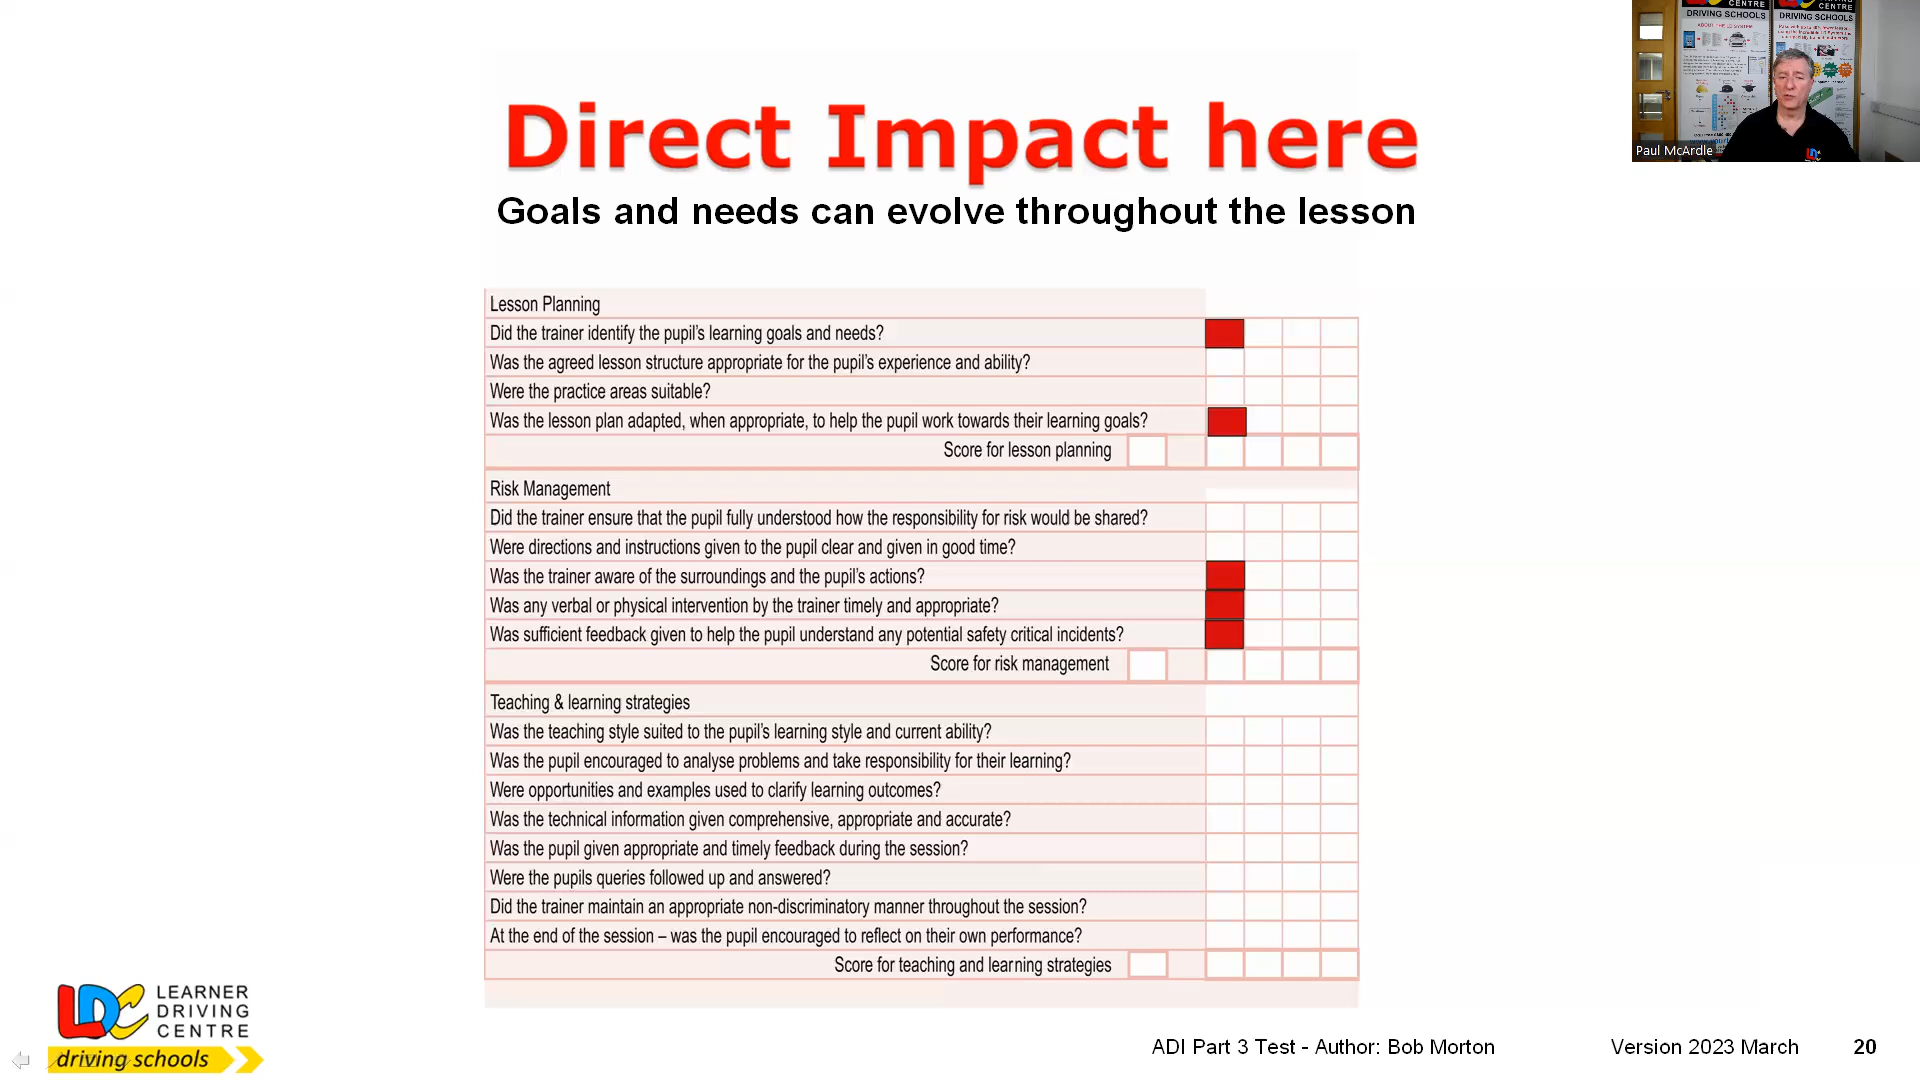 Direct Impact here
Goals and needs can evolve throughout the lesson
CENTRE
CENTRE
DRIVING SCHOOLS
DRIVING SCHOOLS
Paul McArdle
Lesson Planning
Did the trainer identify the pupil's learning goals and needs?
Was the agreed lesson structure appropriate for the pupil's experience and ability?
Were the practice areas suitable?
Was the lesson plan adapted, when appropriate, to help the pupil work towards their learning goals?
Score for lesson planning
Risk Management
Did the trainer ensure that the pupil fully understood how the responsibility for risk would be shared?
Were directions and instructions given to the pupil clear and given in good time?
Was the trainer aware of the surroundings and the pupil's actions?
Was any verbal or physical intervention by the trainer timely and appropriate?
Was sufficient feedback given to help the pupil understand any potential safety critical incidents?
Score for risk management
Teaching & learning strategies
Was the teaching style suited to the pupil's learning style and current ability?
Was the pupil encouraged to analyse problems and take responsibility for their learning?
Were opportunities and examples used to clarify learning outcomes?
Was the technical information given comprehensive, appropriate and accurate?
Was the pupil given appropriate and timely feedback during the session?
Were the pupils queries followed up and answered?
Did the trainer maintain an appropriate non-discriminatory manner throughout the session?
At the end of the session – was the pupil encouraged to reflect on their own performance?
Score for teaching and learning strategies
LDC
LEARNER
DRIVING
CENTRE
driving schools
ADI Part 3 Test - Author: Bob Morton
Version 2023 March
20